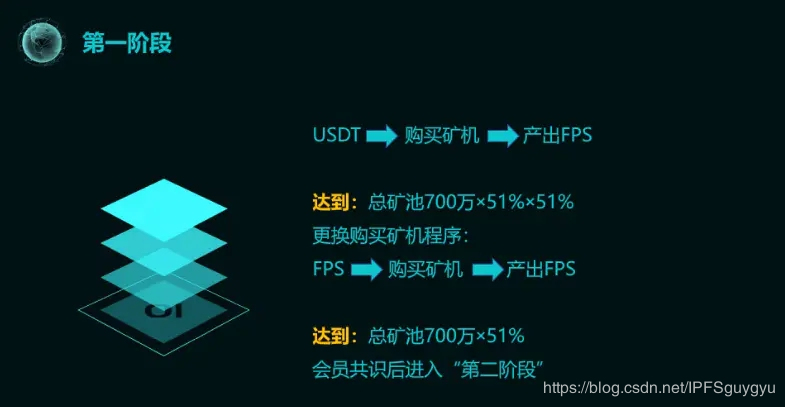 第一阶段
USDT 购买矿机 产出FPS
达到：总矿池700万×51%×51%
更换购买矿机程序：
FPS 购买矿机 产出FPS
达到：总矿池700万×51%
会员共识后进入“第二阶段”
https://blog.csdn.net/IPFSguygyu